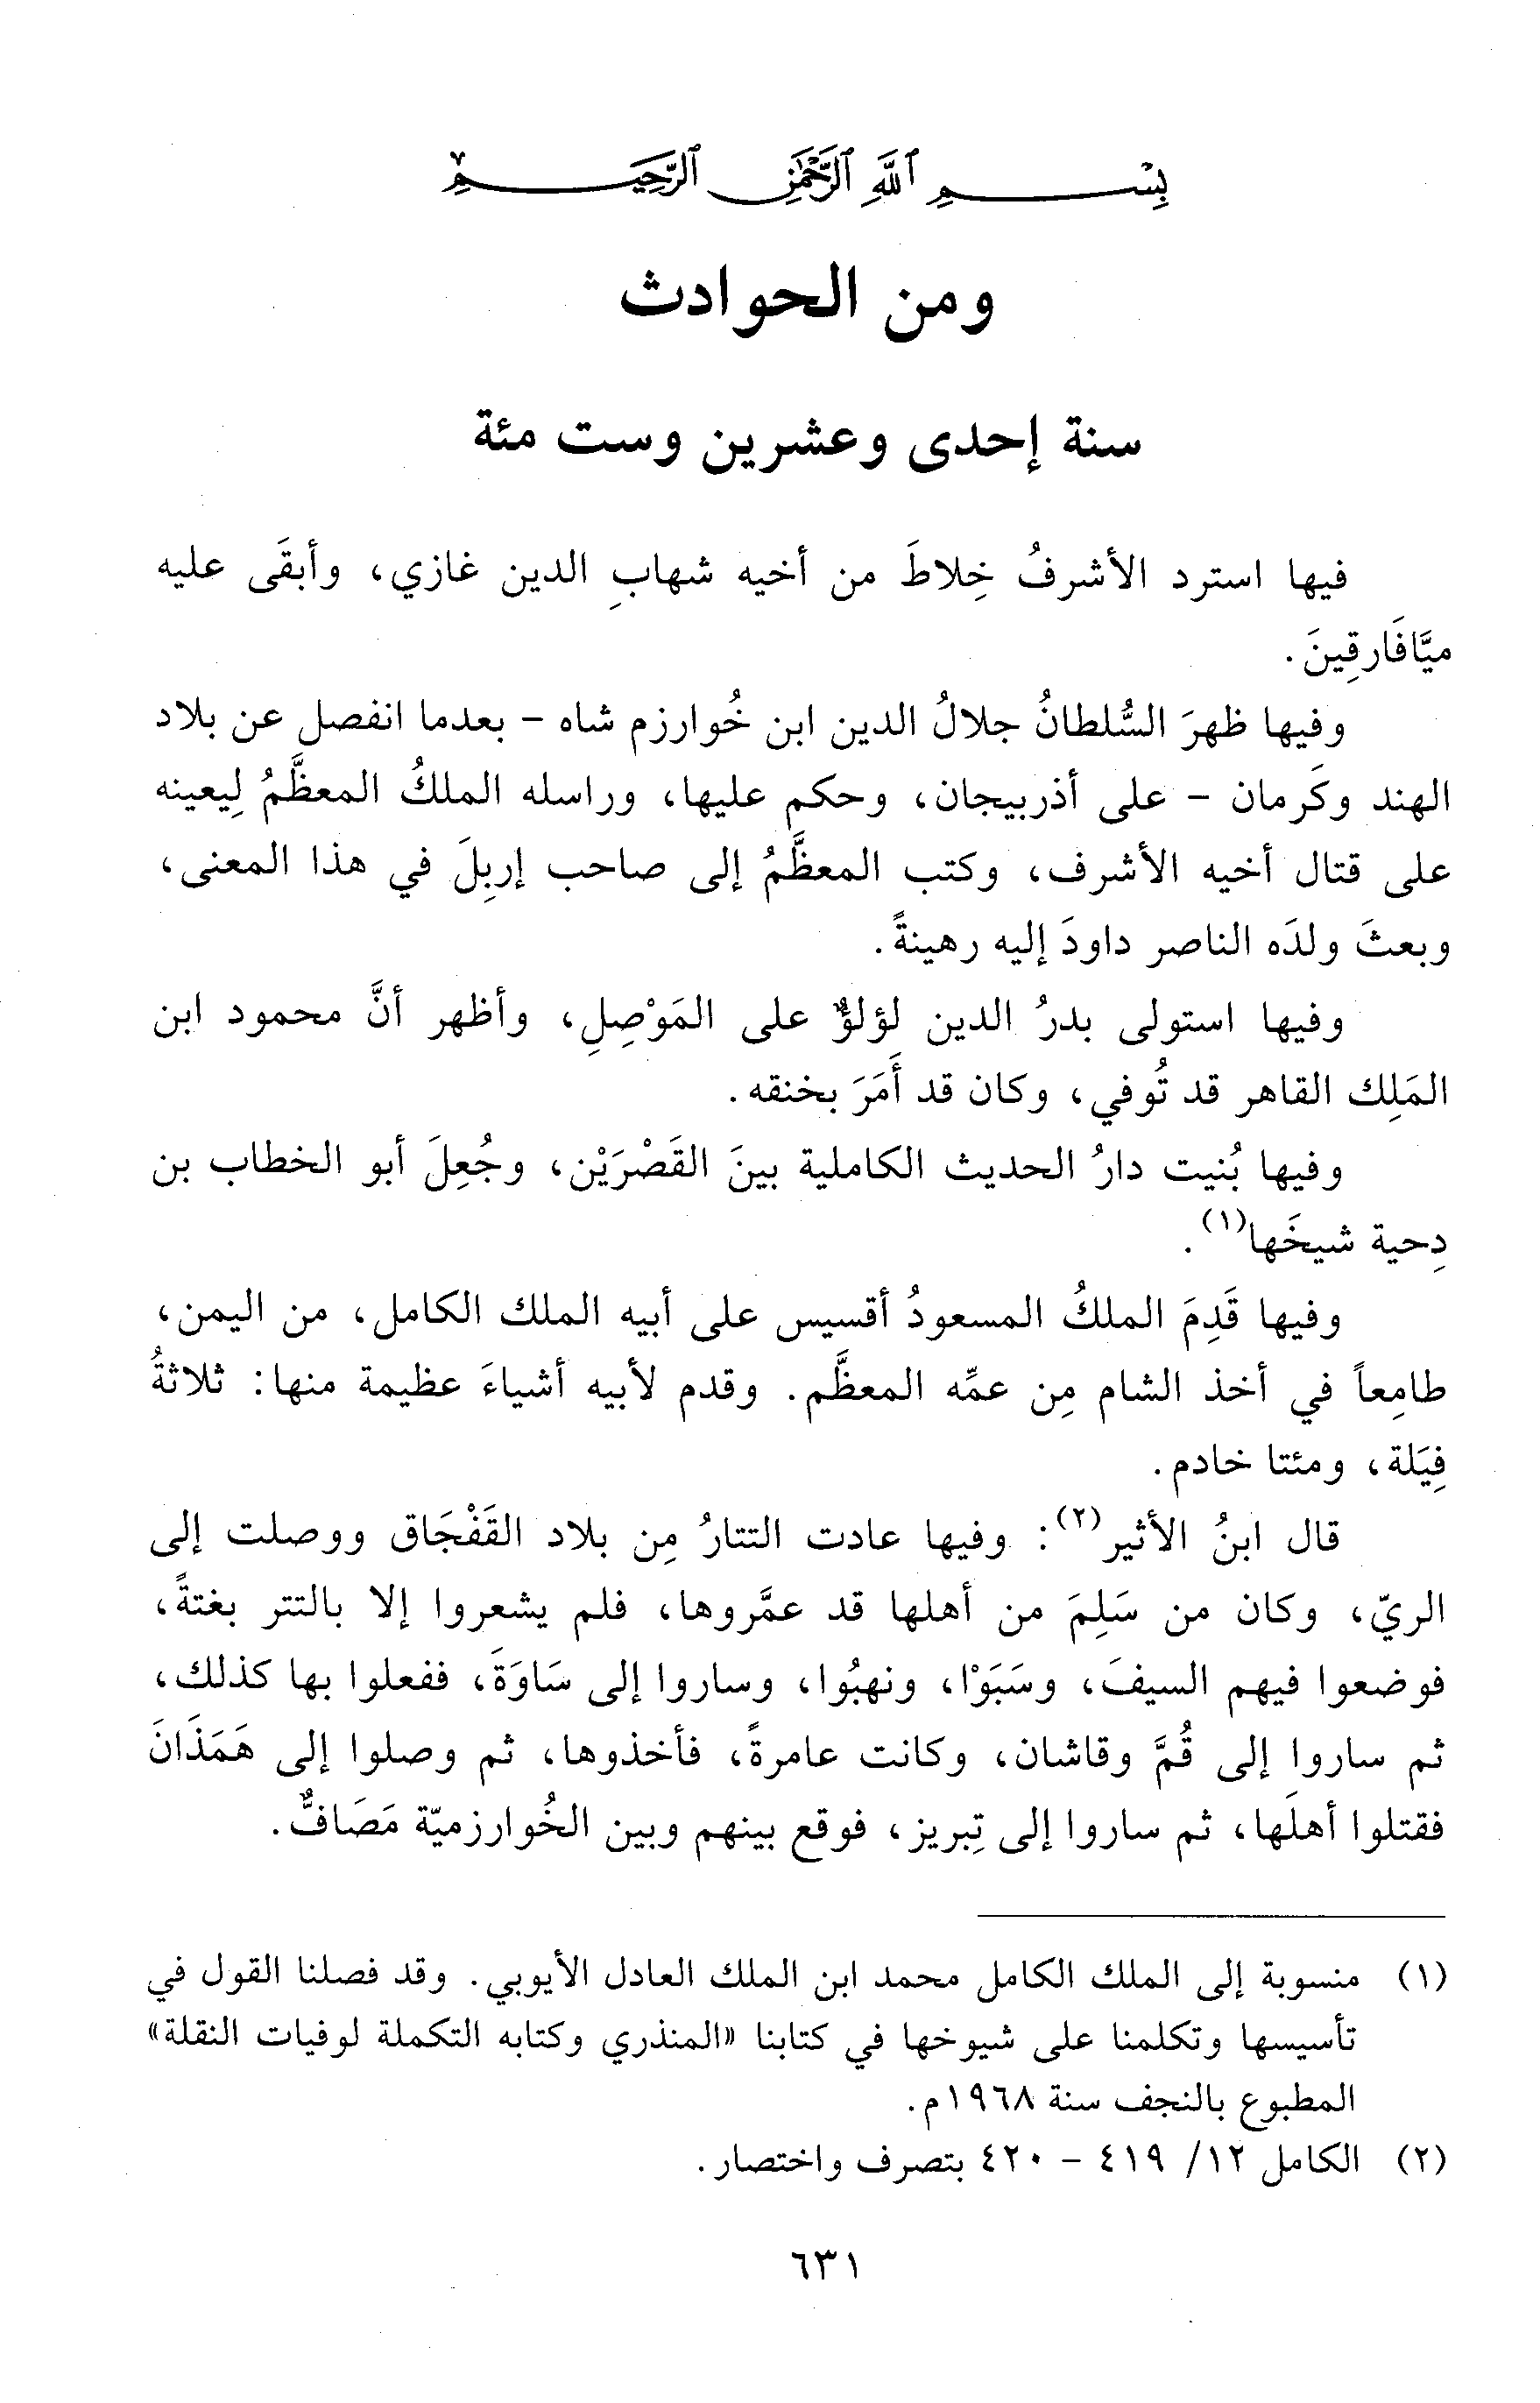 بِسْمِ ٱللَّهِ ٱلرَّحْمَٰنِ ٱلرَّحِيمِ
ومن الحوادث
سنة إحدى وعشرين وست مئة
فيها استرد الأشرفُ خِلاطَ من أخيه شهابِ الدين غازي، وأبقَى عليه
ميَّافَارقِينَ.
وفيها ظهرَ السُّلطانُ جلالُ الدين ابن خُوارزم شاه - بعدما انفصل عن بلاد
الهند وكَرمان - على أذربيجان، وحكم عليها، وراسله الملكُ المعظَّمُ لِيعينه
على قتال أخيه الأشرف، وكتب المعظَّمُ إلى صاحب إربِلَ في هذا المعنى،
وبعثَ ولدَه الناصر داودَ إليه رهينةً.
وفيها استولى بدرُ الدين لؤلؤٌ على المَوْصِلِ، وأظهر أنَّ محمود ابن
المَلِك القاهر قد تُوفي، وكان قد أَمَرَ بخنقه.
وفيها بُنيت دارُ الحديث الكاملية بينَ القَصْرَيْن، وجُعِلَ أبو الخطاب بن
دِحية شيخَها(١).
وفيها قَدِمَ الملكُ المسعودُ أقسيس على أبيه الملك الكامل، من اليمن،
طامِعاً في أخذ الشام مِن عمِّه المعظَّم. وقدم لأبيه أشياءَ عظيمة منها: ثلاثةُ
فِيَلة، ومئتا خادم.
قال ابنُ الأثير(٢): وفيها عادت التتارُ مِن بلاد القَفْجَاق ووصلت إلى
الريّ، وكان من سَلِمَ من أهلها قد عمَّروها، فلم يشعروا إلا بالتتر بغتةً،
فوضعوا فيهم السيفَ، وسَبَوْا، ونهبُوا، وساروا إلى سَاوَةَ، ففعلوا بها كذلك،
ثم ساروا إلى قُمَّ وقاشان، وكانت عامرةً، فأخذوها، ثم وصلوا إلى هَمَذَانَ
فقتلوا أهلَها، ثم ساروا إلى تِبريز، فوقع بينهم وبين الخُوارزميّة مَصَافٌّ.
(١) منسوبة إلى الملك الكامل محمد ابن الملك العادل الأيوبي. وقد فصلنا القول في
تأسيسها وتكلمنا على شيوخها في كتابنا «المنذري وكتابه التكملة لوفيات النقلة»
المطبوع بالنجف سنة ١٩٦٨م.
(٢) الكامل ١٢/ ٤١٩ - ٤٢٠ بتصرف واختصار.
٦٣١